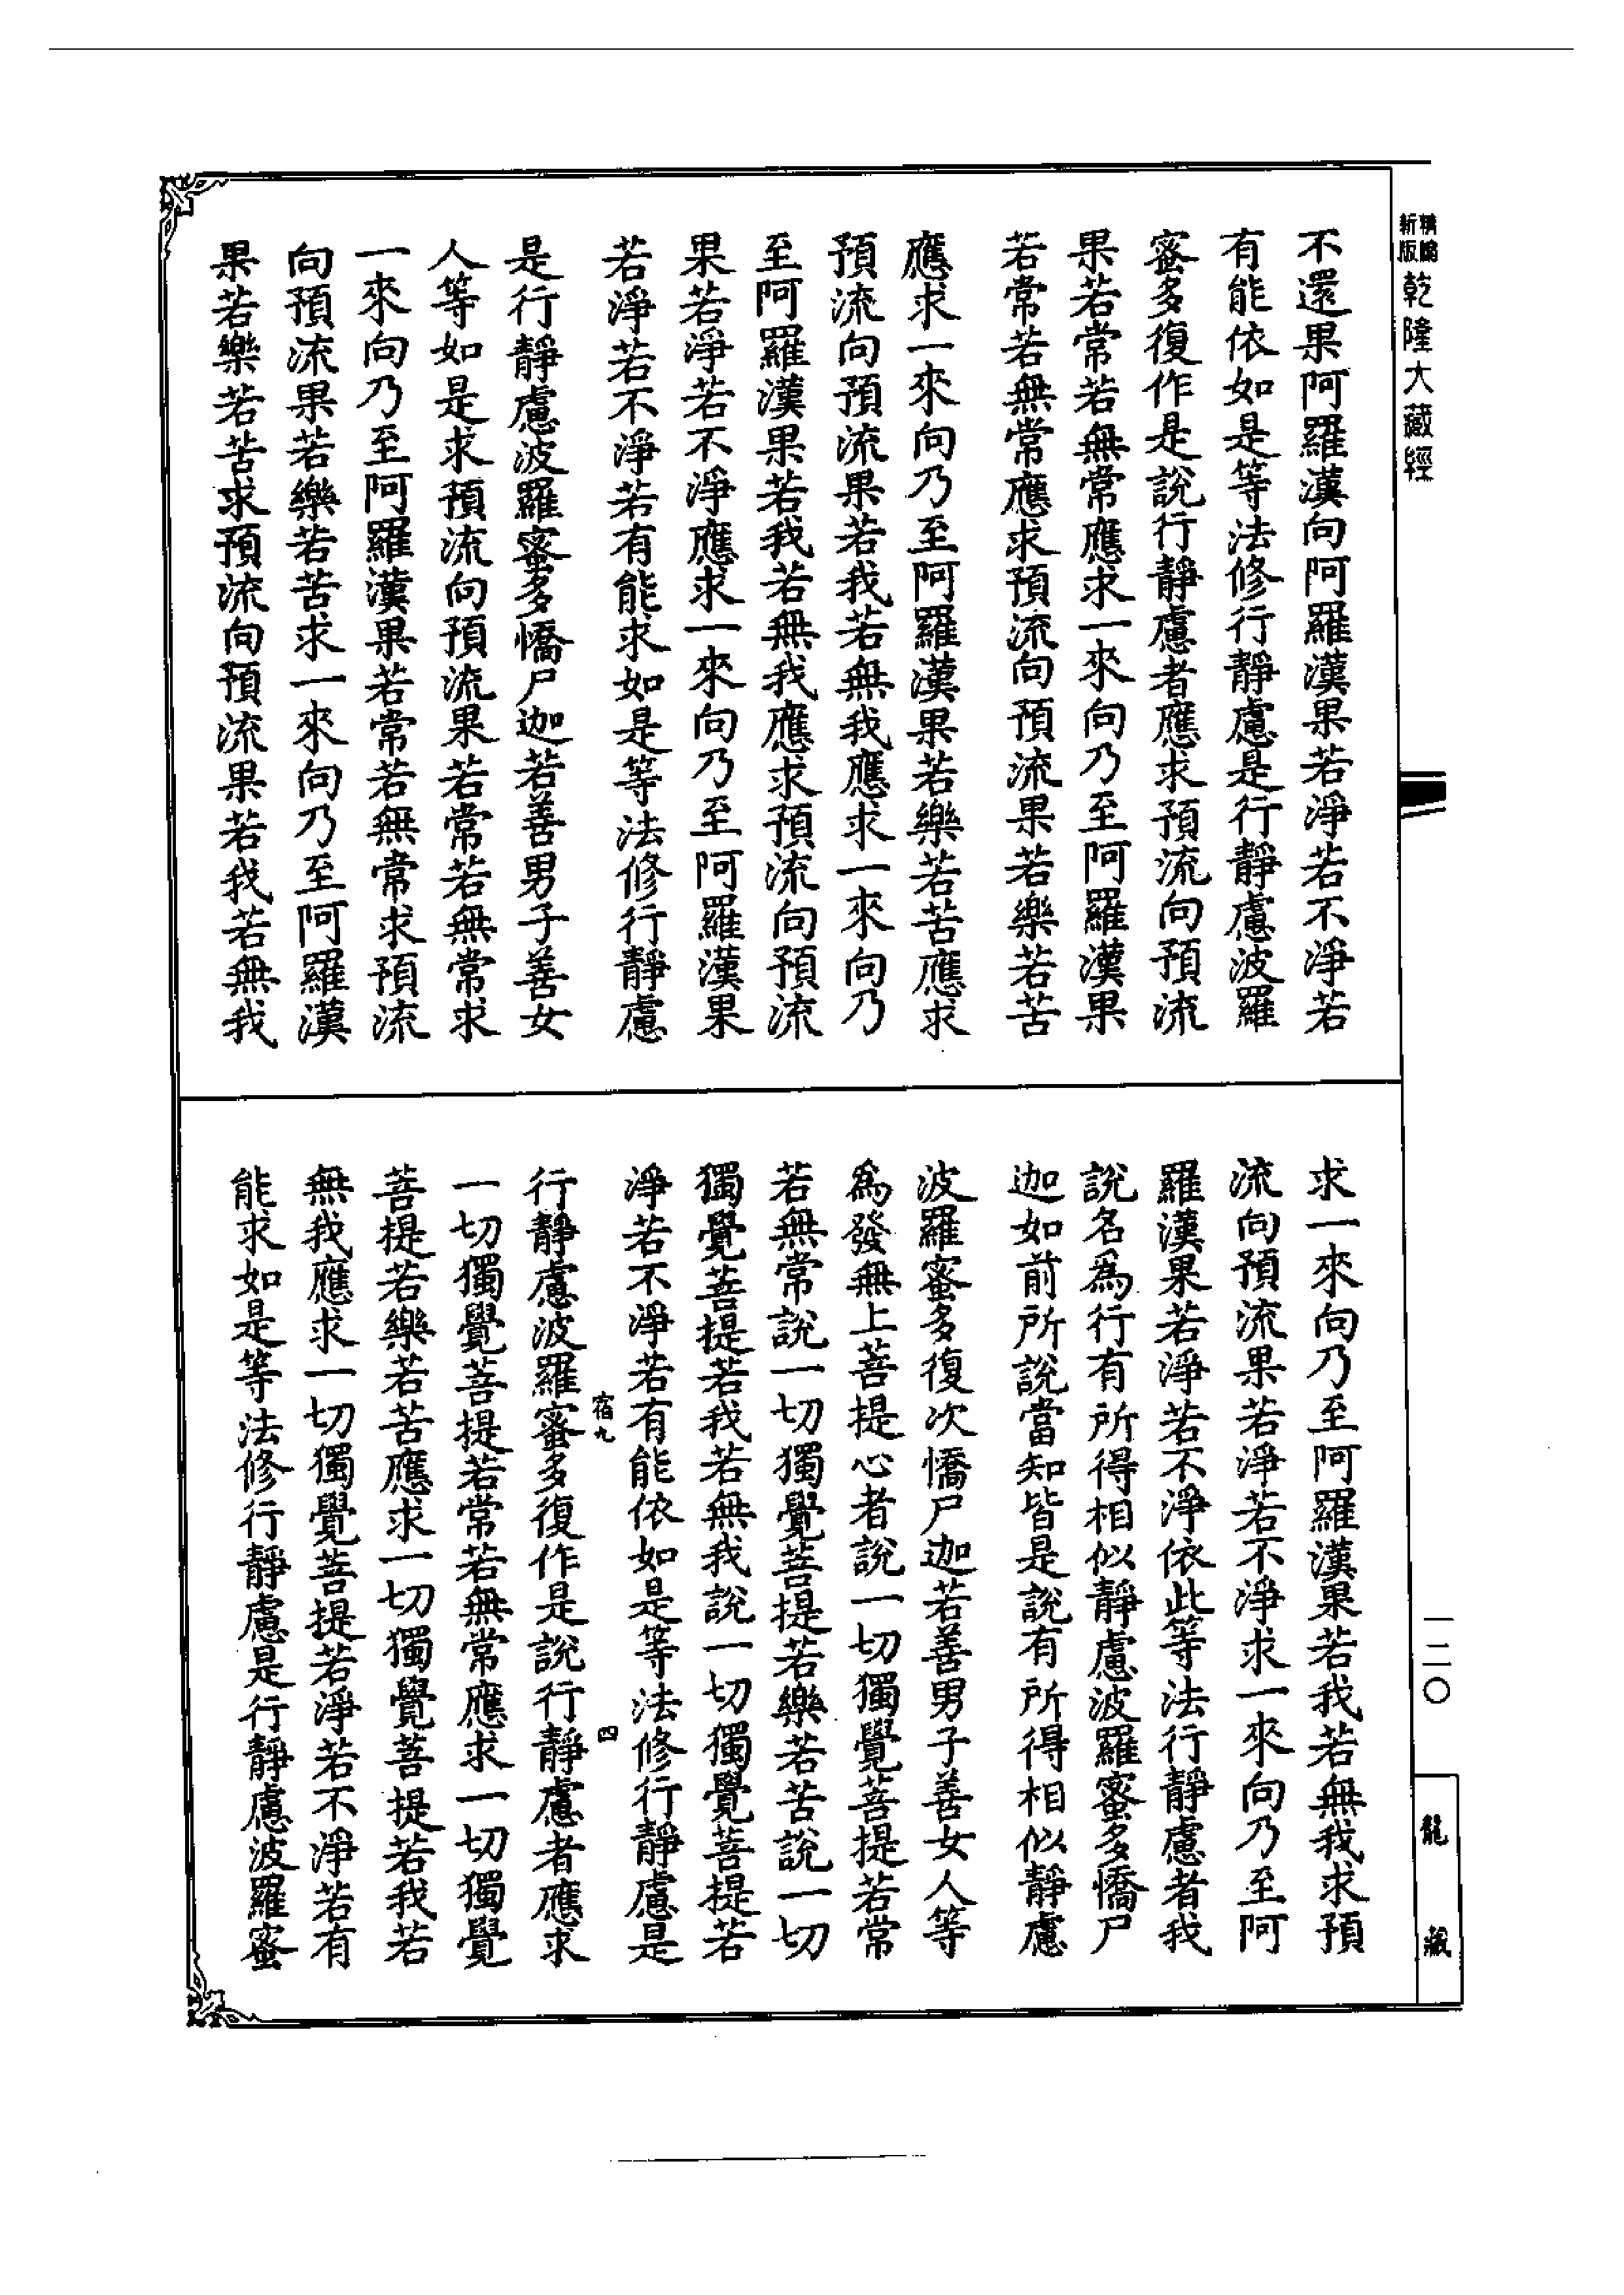 新版精編乾隆大藏經
不還果阿羅漢向阿羅漢果若淨若不淨若
有能依如是等法修行靜慮是行靜慮波羅
蜜多復作是說行靜慮者應求預流向預流
果若常若無常應求一來向乃至阿羅漢果
若常若無常應求預流向預流果若樂若苦
應求一來向乃至阿羅漢果若樂若苦應求
預流向預流果若我若無我應求一來向乃
至阿羅漢果若我若無我應求預流向預流
果若淨若不淨應求一來向乃至阿羅漢果
若淨若不淨若有能求如是等法修行靜慮
是行靜慮波羅蜜多憍尸迦若善男子善女
人等如是求預流向預流果若常若無常求
一來向乃至阿羅漢果若常若無常求預流
向預流果若樂若苦求一來向乃至阿羅漢
果若樂若苦求預流向預流果若我若無我
求一來向乃至阿羅漢果若我若無我求預
流向預流果若淨若不淨求一來向乃至阿
羅漢果若淨若不淨依此等法行靜慮者我
說名為行有所得相似靜慮波羅蜜多憍尸
迦如前所說當知皆是說有所得相似靜慮
波羅蜜多復次憍尸迦若善男子善女人等
為發無上菩提心者說一切獨覺菩提若常
若無常說一切獨覺菩提若樂若苦說一切
獨覺菩提若我若無我說一切獨覺菩提若
淨若不淨若有能依如是等法修行靜慮是
宿九 四
行靜慮波羅蜜多復作是說行靜慮者應求
一切獨覺菩提若常若無常應求一切獨覺
菩提若樂若苦應求一切獨覺菩提若我若
無我應求一切獨覺菩提若淨若不淨若有
能求如是等法修行靜慮是行靜慮波羅蜜
一二〇
龍藏